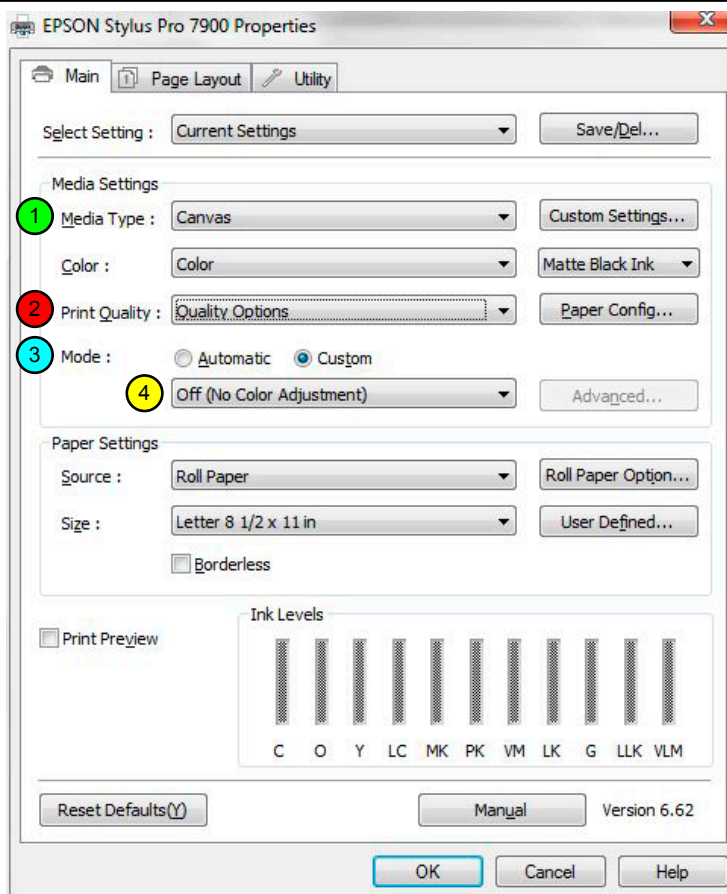 EPSON Stylus Pro 7900 Properties
Main 1 Page Layout Utility
Select Setting : Current Settings Save/Del...
Media Settings
1 Media Type : Canvas Custom Settings...
Color : Color Matte Black Ink
2 Print Quality : Quality Options Paper Config...
3 Mode : Automatic Custom
4 Off (No Color Adjustment) Advanced...
Paper Settings
Source : Roll Paper Roll Paper Option...
Size : Letter 8 1/2 x 11 in User Defined...
Borderless
Print Preview
Ink Levels
C O Y LC MK PK VM LK G LLK VLM
Reset Defaults(Y) Manual Version 6.62
OK Cancel Help